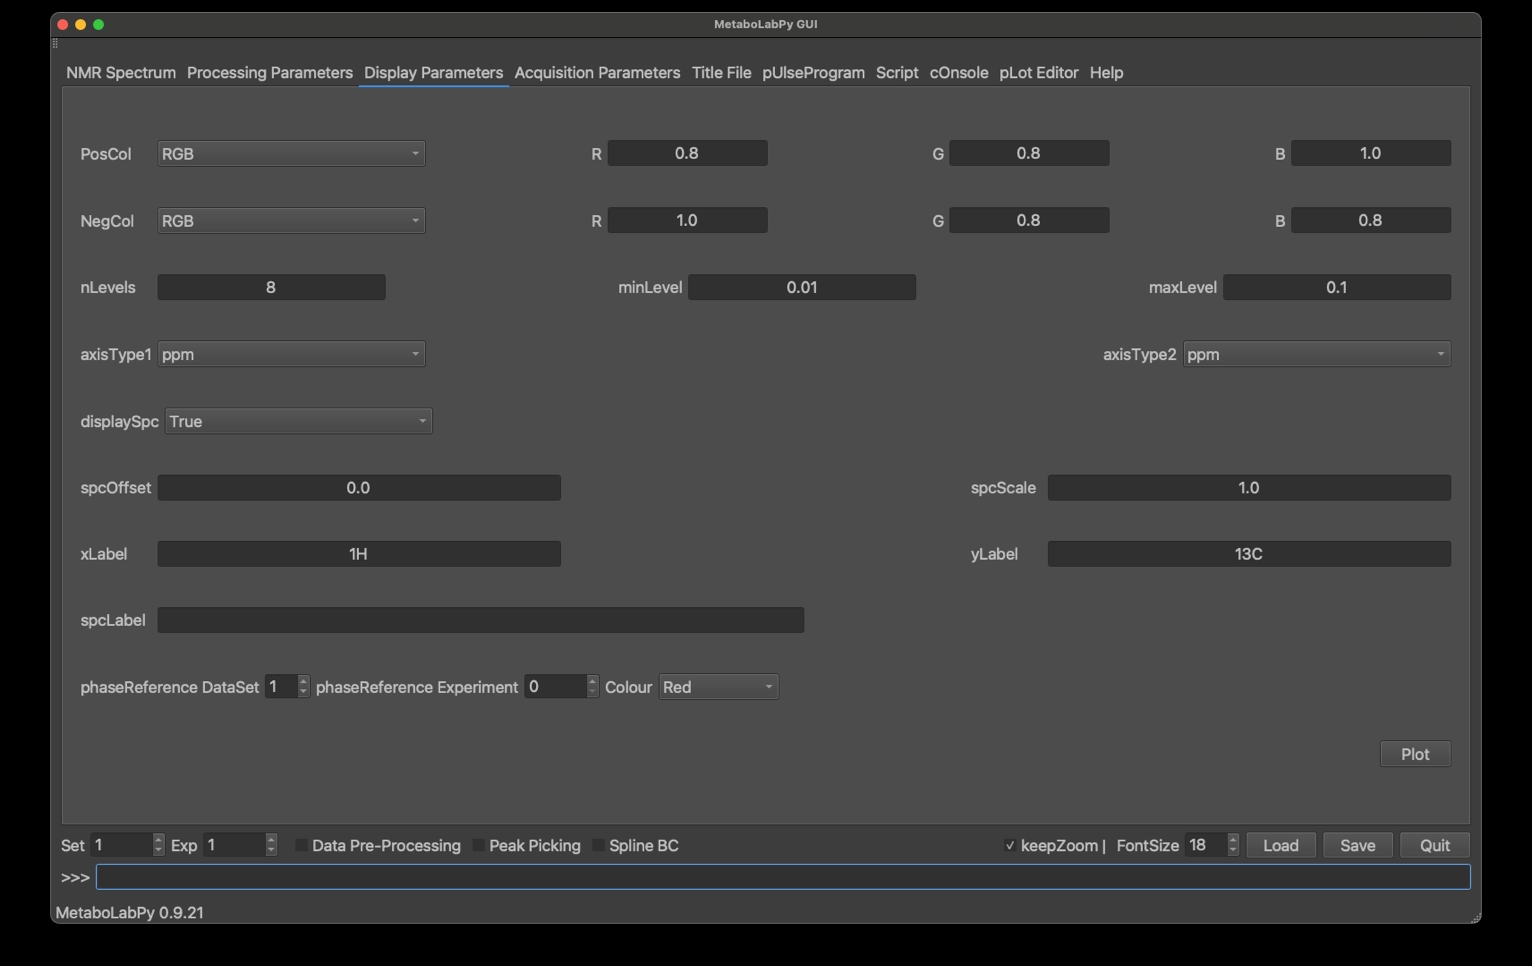 MetaboLabPy GUI
NMR Spectrum Processing Parameters Display Parameters Acquisition Parameters Title File pUlseProgram Script cOnsole pLot Editor Help
PosCol RGB R 0.8 G 0.8 B 1.0
NegCol RGB R 1.0 G 0.8 B 0.8
nLevels 8 minLevel 0.01 maxLevel 0.1
axisType1 ppm axisType2 ppm
displaySpc True
spcOffset 0.0 spcScale 1.0
xLabel 1H yLabel 13C
spcLabel
phaseReference DataSet 1 phaseReference Experiment 0 Colour Red
Plot
Set 1 Exp 1 Data Pre-Processing Peak Picking Spline BC keepZoom | FontSize 18 Load Save Quit
>>>
MetaboLabPy 0.9.21